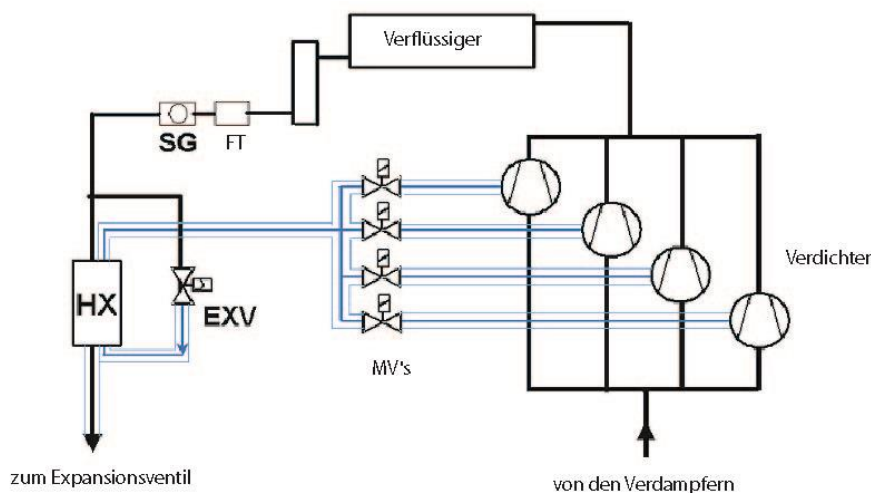 Verflüssiger
SG
FT
Verdichter
HX
EXV
MV's
zum Expansionsventil
von den Verdampfern